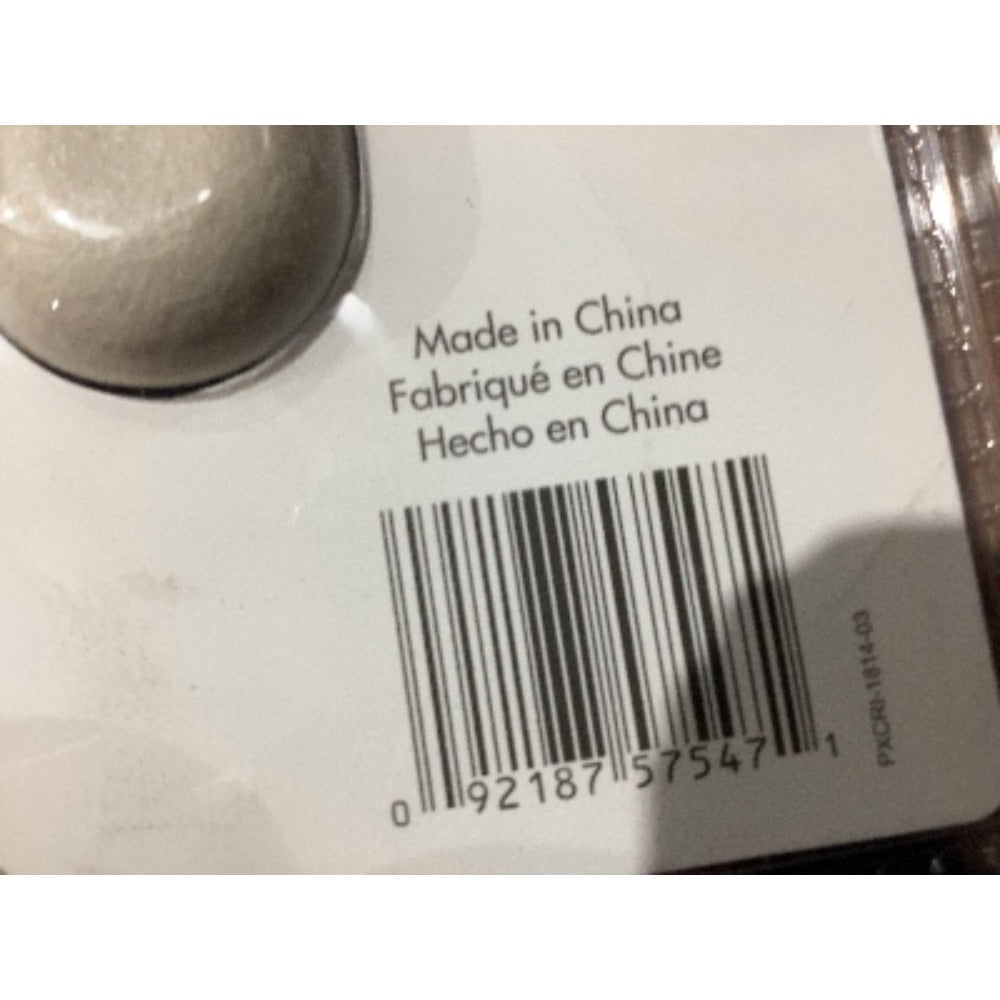 Made in China
Fabriqué en Chine
Hecho en China
0 92187 57547 1
PXCRI-1814-03